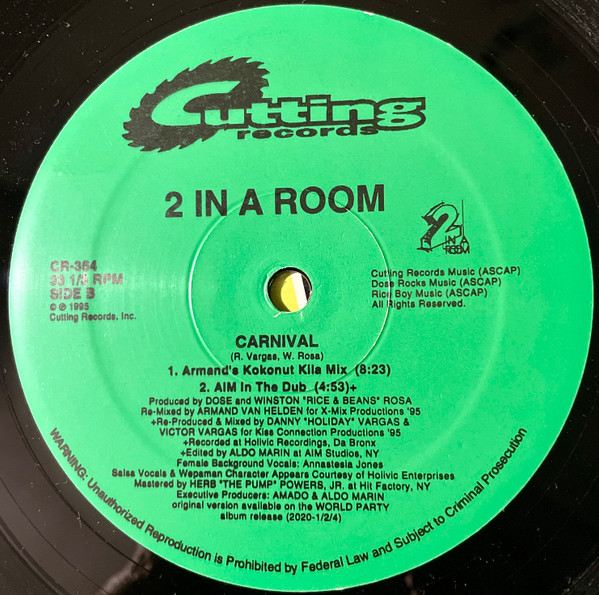 Cutting
records
2 IN A ROOM
2
IN A
ROOM
CR-364
33 1/3 RPM
SIDE B
© ℗ 1995
Cutting Records, Inc.
Cutting Records Music (ASCAP)
Dose Rocks Music (ASCAP)
Rice Boy Music (ASCAP)
All Rights Reserved.
CARNIVAL
(R. Vargas, W. Rosa)
1. Armand's Kokonut Kila Mix (8:23)
2. AIM In The Dub (4:53)+
Produced by DOSE and WINSTON "RICE & BEANS" ROSA
Re-Mixed by ARMAND VAN HELDEN for X-Mix Productions '95
+Re-Produced & Mixed by DANNY "HOLIDAY" VARGAS &
VICTOR VARGAS for Kiss Connection Productions '95
+Recorded at Holivic Recordings, Da Bronx
+Edited by ALDO MARIN at AIM Studios, NY
Female Background Vocals: Annastesia Jones
Salsa Vocals & Wepaman Character Appears Courtesy of Holivic Enterprises
Mastered by HERB "THE PUMP" POWERS, JR. at Hit Factory, NY
Executive Producers: AMADO & ALDO MARIN
original version available on the WORLD PARTY
album release (2020-1/2/4)
WARNING: Unauthorized Reproduction is Prohibited by Federal Law and Subject to Criminal Prosecution